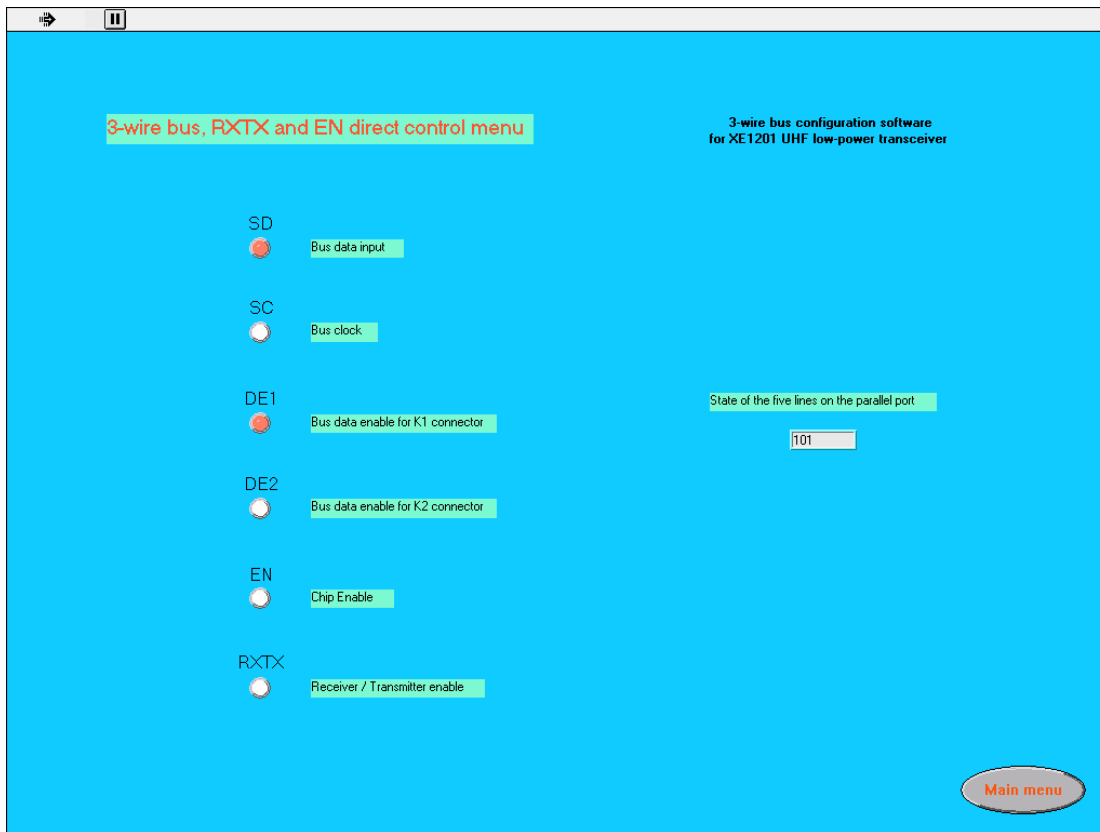 3-wire bus, RXTX and EN direct control menu
3-wire bus configuration software
for XE1201 UHF low-power transceiver
SD
Bus data input
SC
Bus clock
DE1
Bus data enable for K1 connector
State of the five lines on the parallel port
101
DE2
Bus data enable for K2 connector
EN
Chip Enable
RXTX
Receiver / Transmitter enable
Main menu